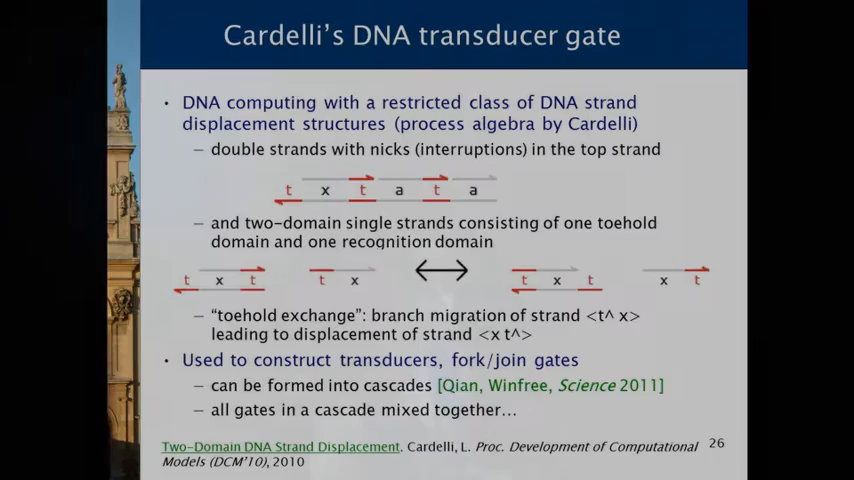 Cardelli's DNA transducer gate
• DNA computing with a restricted class of DNA strand
displacement structures (process algebra by Cardelli)
– double strands with nicks (interruptions) in the top strand
t x t a t a
– and two-domain single strands consisting of one toehold
domain and one recognition domain
t x t t x t x t x t
– "toehold exchange": branch migration of strand <t^ x>
leading to displacement of strand <x t^>
• Used to construct transducers, fork/join gates
– can be formed into cascades [Qian, Winfree, Science 2011]
– all gates in a cascade mixed together…
Two-Domain DNA Strand Displacement. Cardelli, L. Proc. Development of Computational
Models (DCM'10), 2010
26